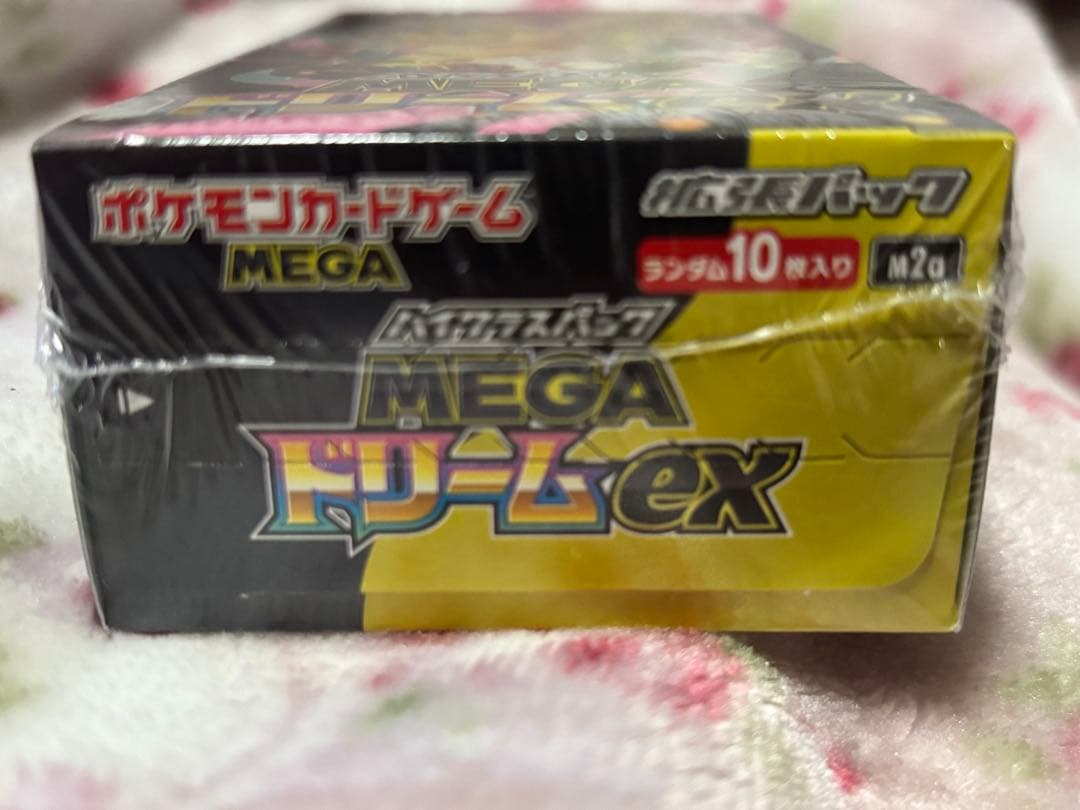 ポケモンカードゲーム
MEGA
拡張パック
ランダム10枚入り
M2a
ハイクラスパック
MEGA
ドリームex